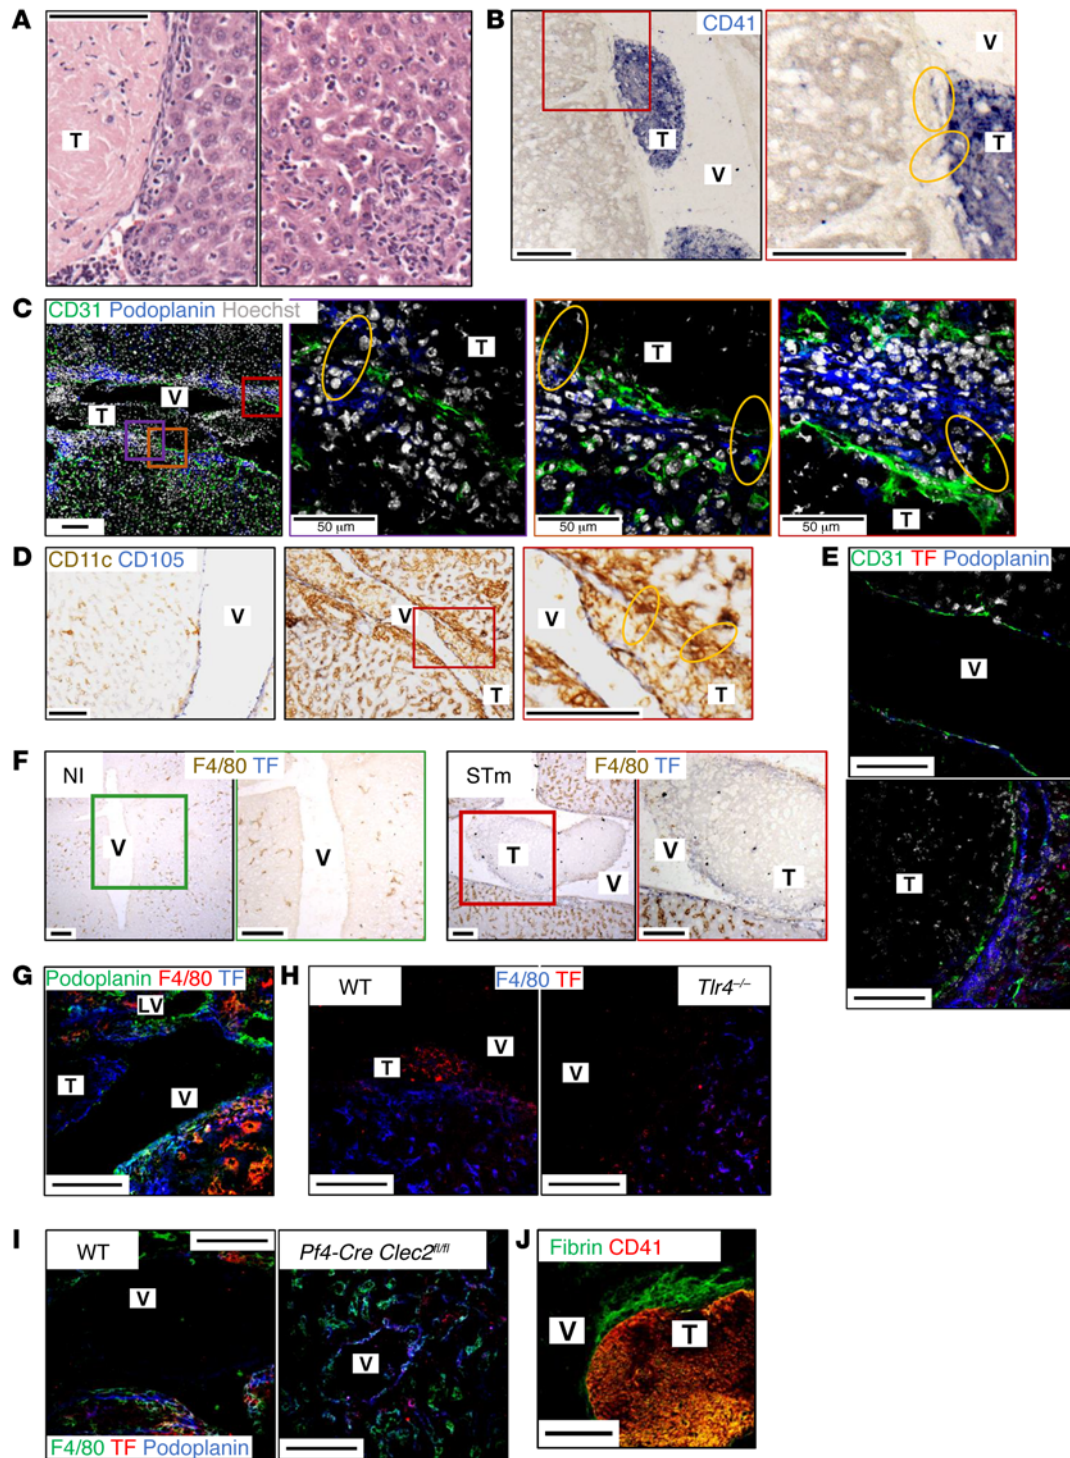 A
T
B
CD41
T
V
V
T
C
CD31 Podoplanin Hoechst
V
T
T
50 μm
T
50 μm
T
50 μm
D
CD11c CD105
V
V
T
V
T
E
CD31 TF Podoplanin
V
T
F
NI
F4/80 TF
V
V
STm
F4/80 TF
T
V
V
T
G
Podoplanin F4/80 TF
LV
T
V
H
WT
F4/80 TF
Tlr4–/–
T
V
V
I
WT
V
F4/80 TF Podoplanin
Pf4-Cre Clec2fl/fl
V
J
Fibrin CD41
V
T